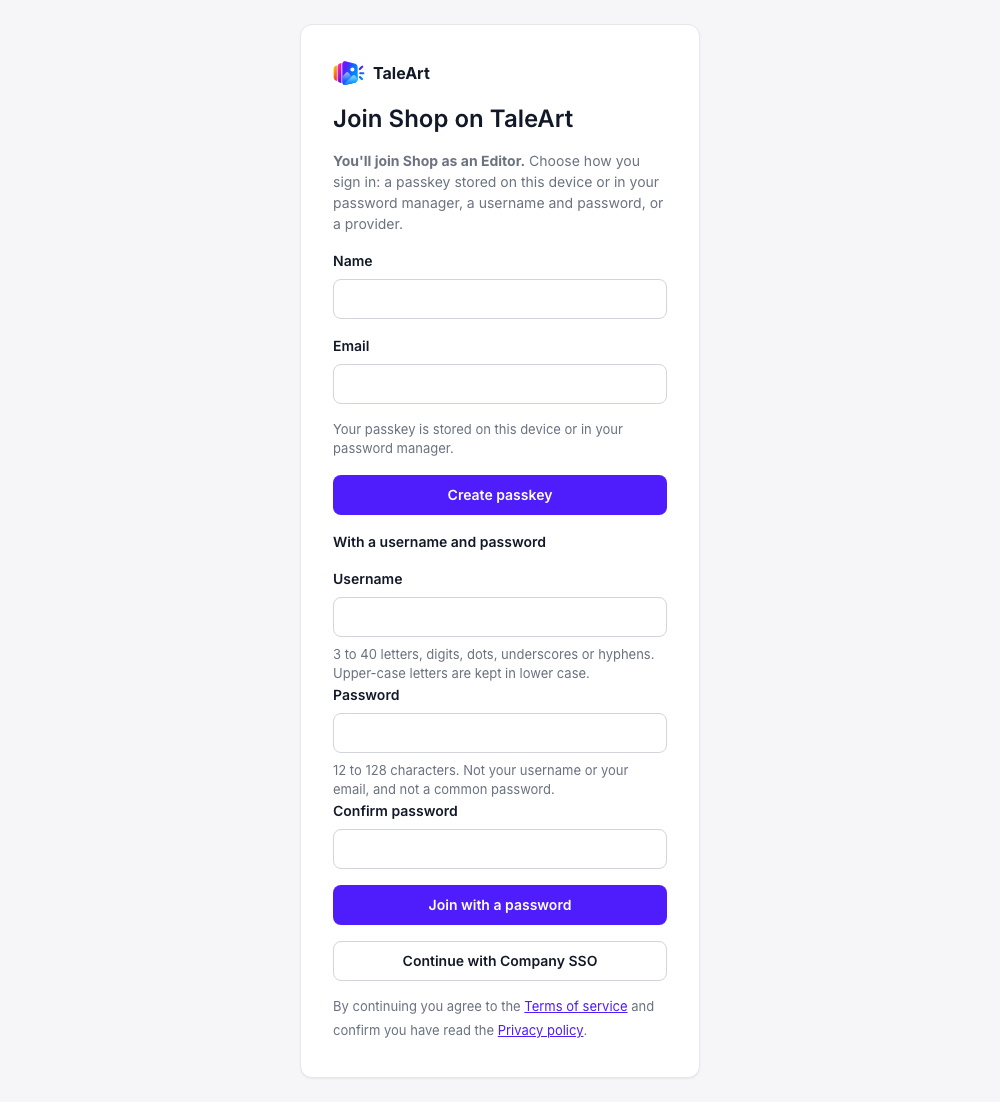 TaleArt
Join Shop on TaleArt
You'll join Shop as an Editor. Choose how you
sign in: a passkey stored on this device or in your
password manager, a username and password, or
a provider.
Name
Email
Your passkey is stored on this device or in your
password manager.
Create passkey
With a username and password
Username
3 to 40 letters, digits, dots, underscores or hyphens.
Upper-case letters are kept in lower case.
Password
12 to 128 characters. Not your username or your
email, and not a common password.
Confirm password
Join with a password
Continue with Company SSO
By continuing you agree to the Terms of service and
confirm you have read the Privacy policy.